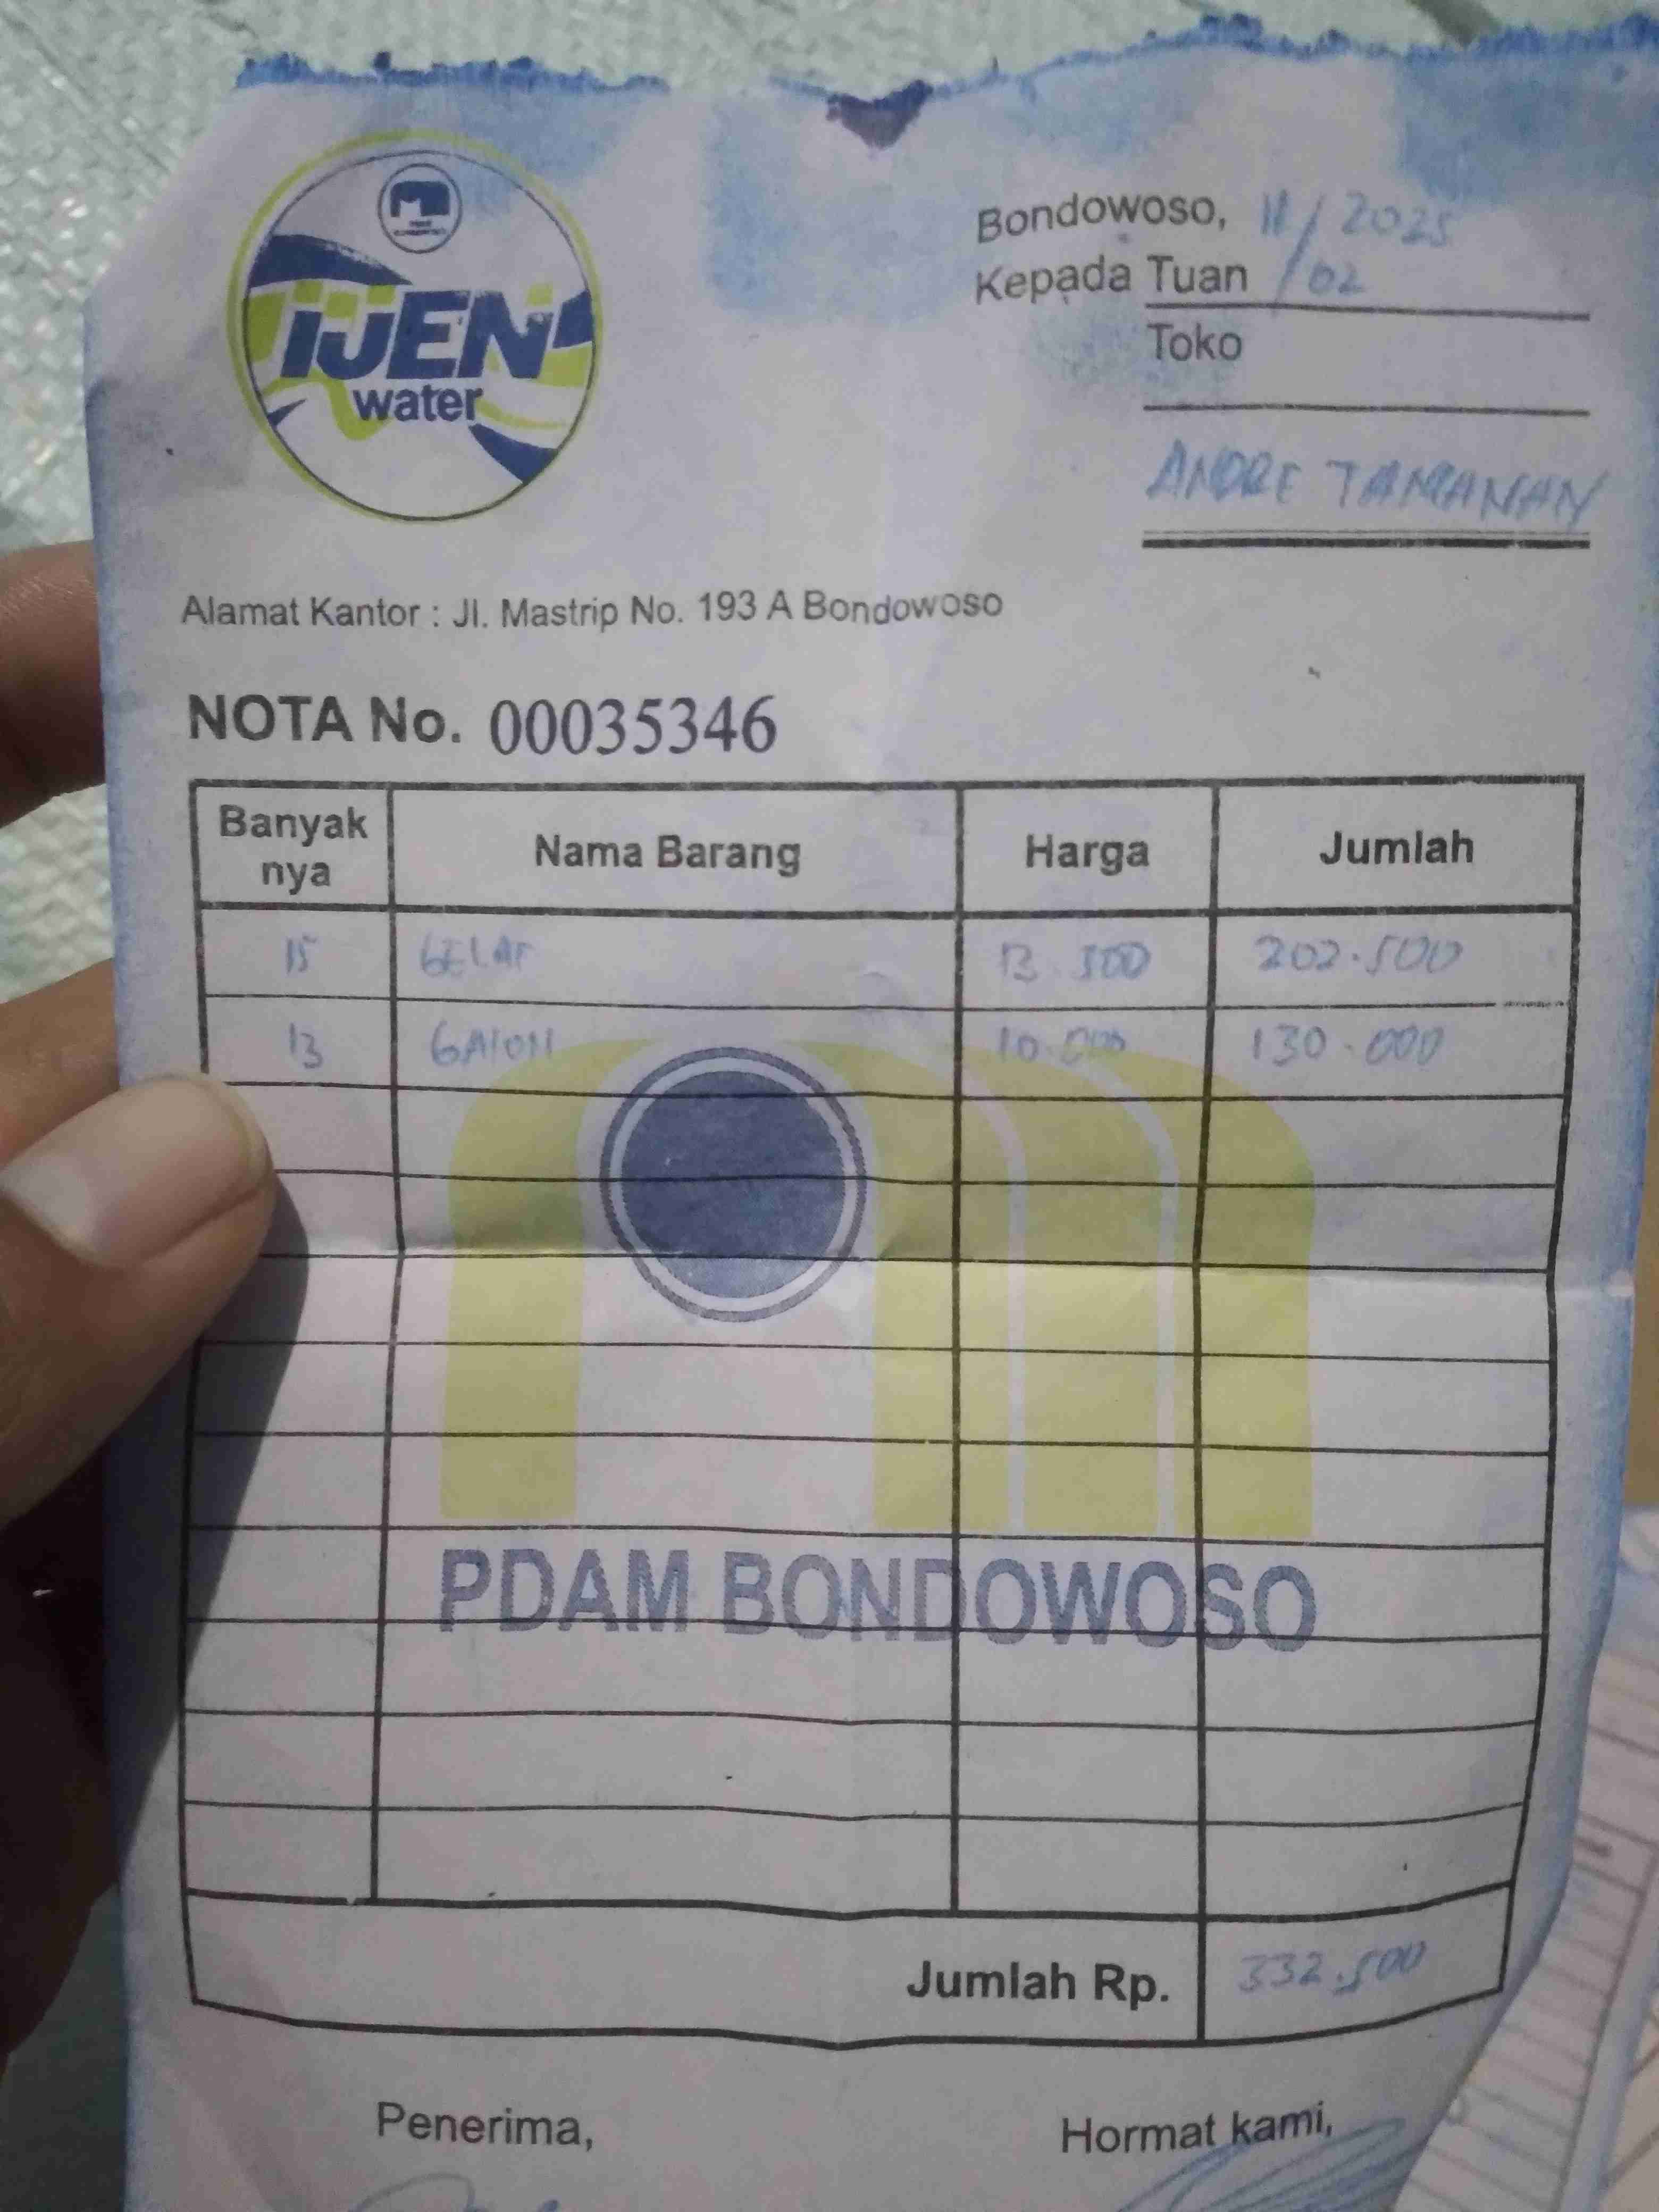 IJEN
water
Bondowoso, 11/02 2025
Kepada Tuan
Toko
ANDRE TAMANAN
Alamat Kantor : Jl. Mastrip No. 193 A Bondowoso
NOTA No. 00035346
Banyak nya Nama Barang Harga Jumlah
15 GELAS 13.500 202.500
13 GALON 10.000 130.000
PDAM BONDOWOSO
Jumlah Rp. 332.500
Penerima, Hormat kami,